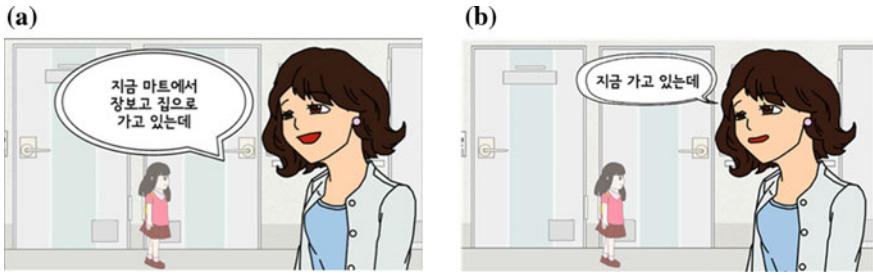 (a)
지금 마트에서
장보고 집으로
가고 있는데
(b)
지금 가고 있는데